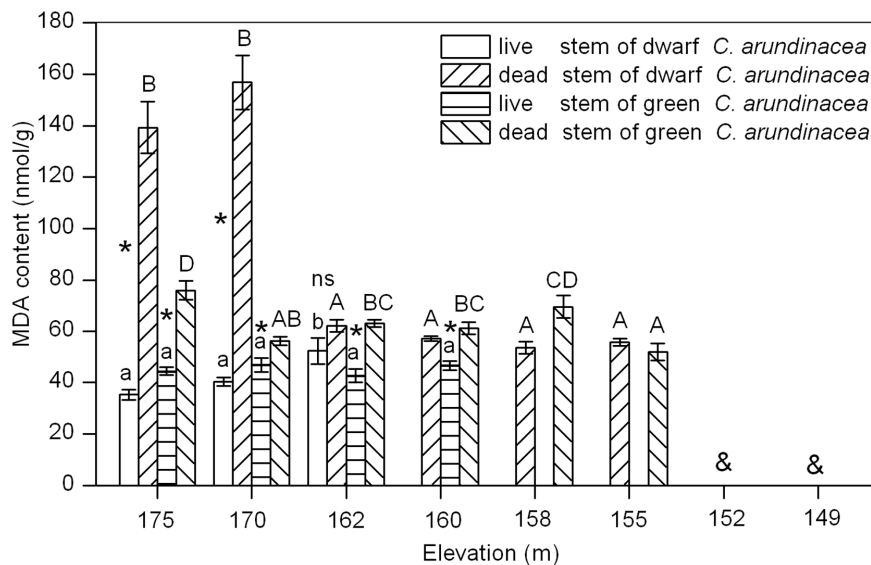 180
160
140
120
100
80
60
40
20
0
MDA content (nmol/g)
live stem of dwarf C. arundinacea
dead stem of dwarf C. arundinacea
live stem of green C. arundinacea
dead stem of green C. arundinacea
a * B a * D
a * B a * AB
ns
b A a * BC
A a * BC
A CD
A A
&
&
175 170 162 160 158 155 152 149
Elevation (m)